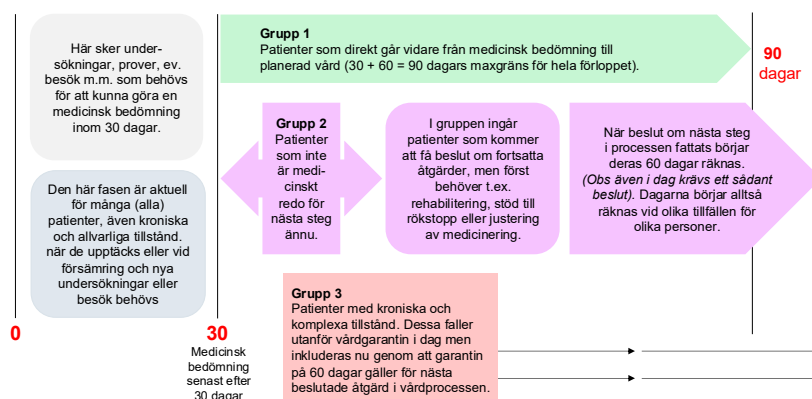 Här sker under-
sökningar, prover, ev.
besök m.m. som behövs
för att kunna göra en
medicinsk bedömning
inom 30 dagar.
Den här fasen är aktuell
för många (alla)
patienter, även kroniska
och allvarliga tillstånd.
när de upptäcks eller vid
försämring och nya
undersökningar eller
besök behövs
0
30
Medicinsk
bedömning
senast efter
30 dagar
Grupp 1
Patienter som direkt går vidare från medicinsk bedömning till
planerad vård (30 + 60 = 90 dagars maxgräns för hela förloppet).
90
dagar
Grupp 2
Patienter
som inte
är medi-
cinskt
redo för
nästa steg
ännu.
I gruppen ingår
patienter som kommer
att få beslut om fortsatta
åtgärder, men först
behöver t.ex.
rehabilitering, stöd till
rökstopp eller justering
av medicinering.
När beslut om nästa steg
i processen fattats börjar
deras 60 dagar räknas.
(Obs även i dag krävs ett sådant
beslut). Dagarna börjar alltså
räknas vid olika tillfällen för
olika personer.
Grupp 3
Patienter med kroniska och
komplexa tillstånd. Dessa faller
utanför vårdgarantin i dag men
inkluderas nu genom att garantin
på 60 dagar gäller för nästa
beslutade åtgärd i vårdprocessen.